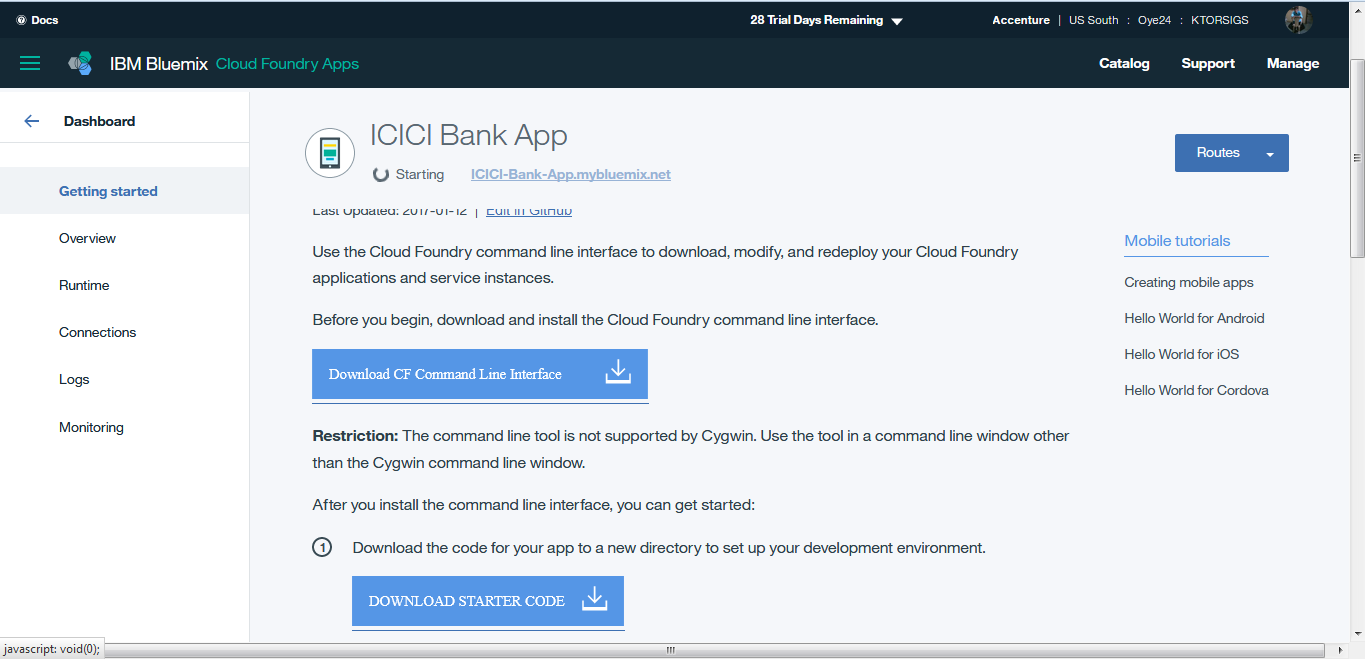 Docs
28 Trial Days Remaining
Accenture | US South : Oye24 : KTORSIGS
IBM Bluemix Cloud Foundry Apps
Catalog Support Manage
Dashboard
Getting started
Overview
Runtime
Connections
Logs
Monitoring
ICICI Bank App
Starting ICICI-Bank-App.mybluemix.net
Routes
Last Updated: 2017-01-12 | Edit in GitHub
Use the Cloud Foundry command line interface to download, modify, and redeploy your Cloud Foundry
applications and service instances.
Before you begin, download and install the Cloud Foundry command line interface.
Download CF Command Line Interface
Restriction: The command line tool is not supported by Cygwin. Use the tool in a command line window other
than the Cygwin command line window.
After you install the command line interface, you can get started:
1 Download the code for your app to a new directory to set up your development environment.
DOWNLOAD STARTER CODE
Mobile tutorials
Creating mobile apps
Hello World for Android
Hello World for iOS
Hello World for Cordova
javascript: void(0);